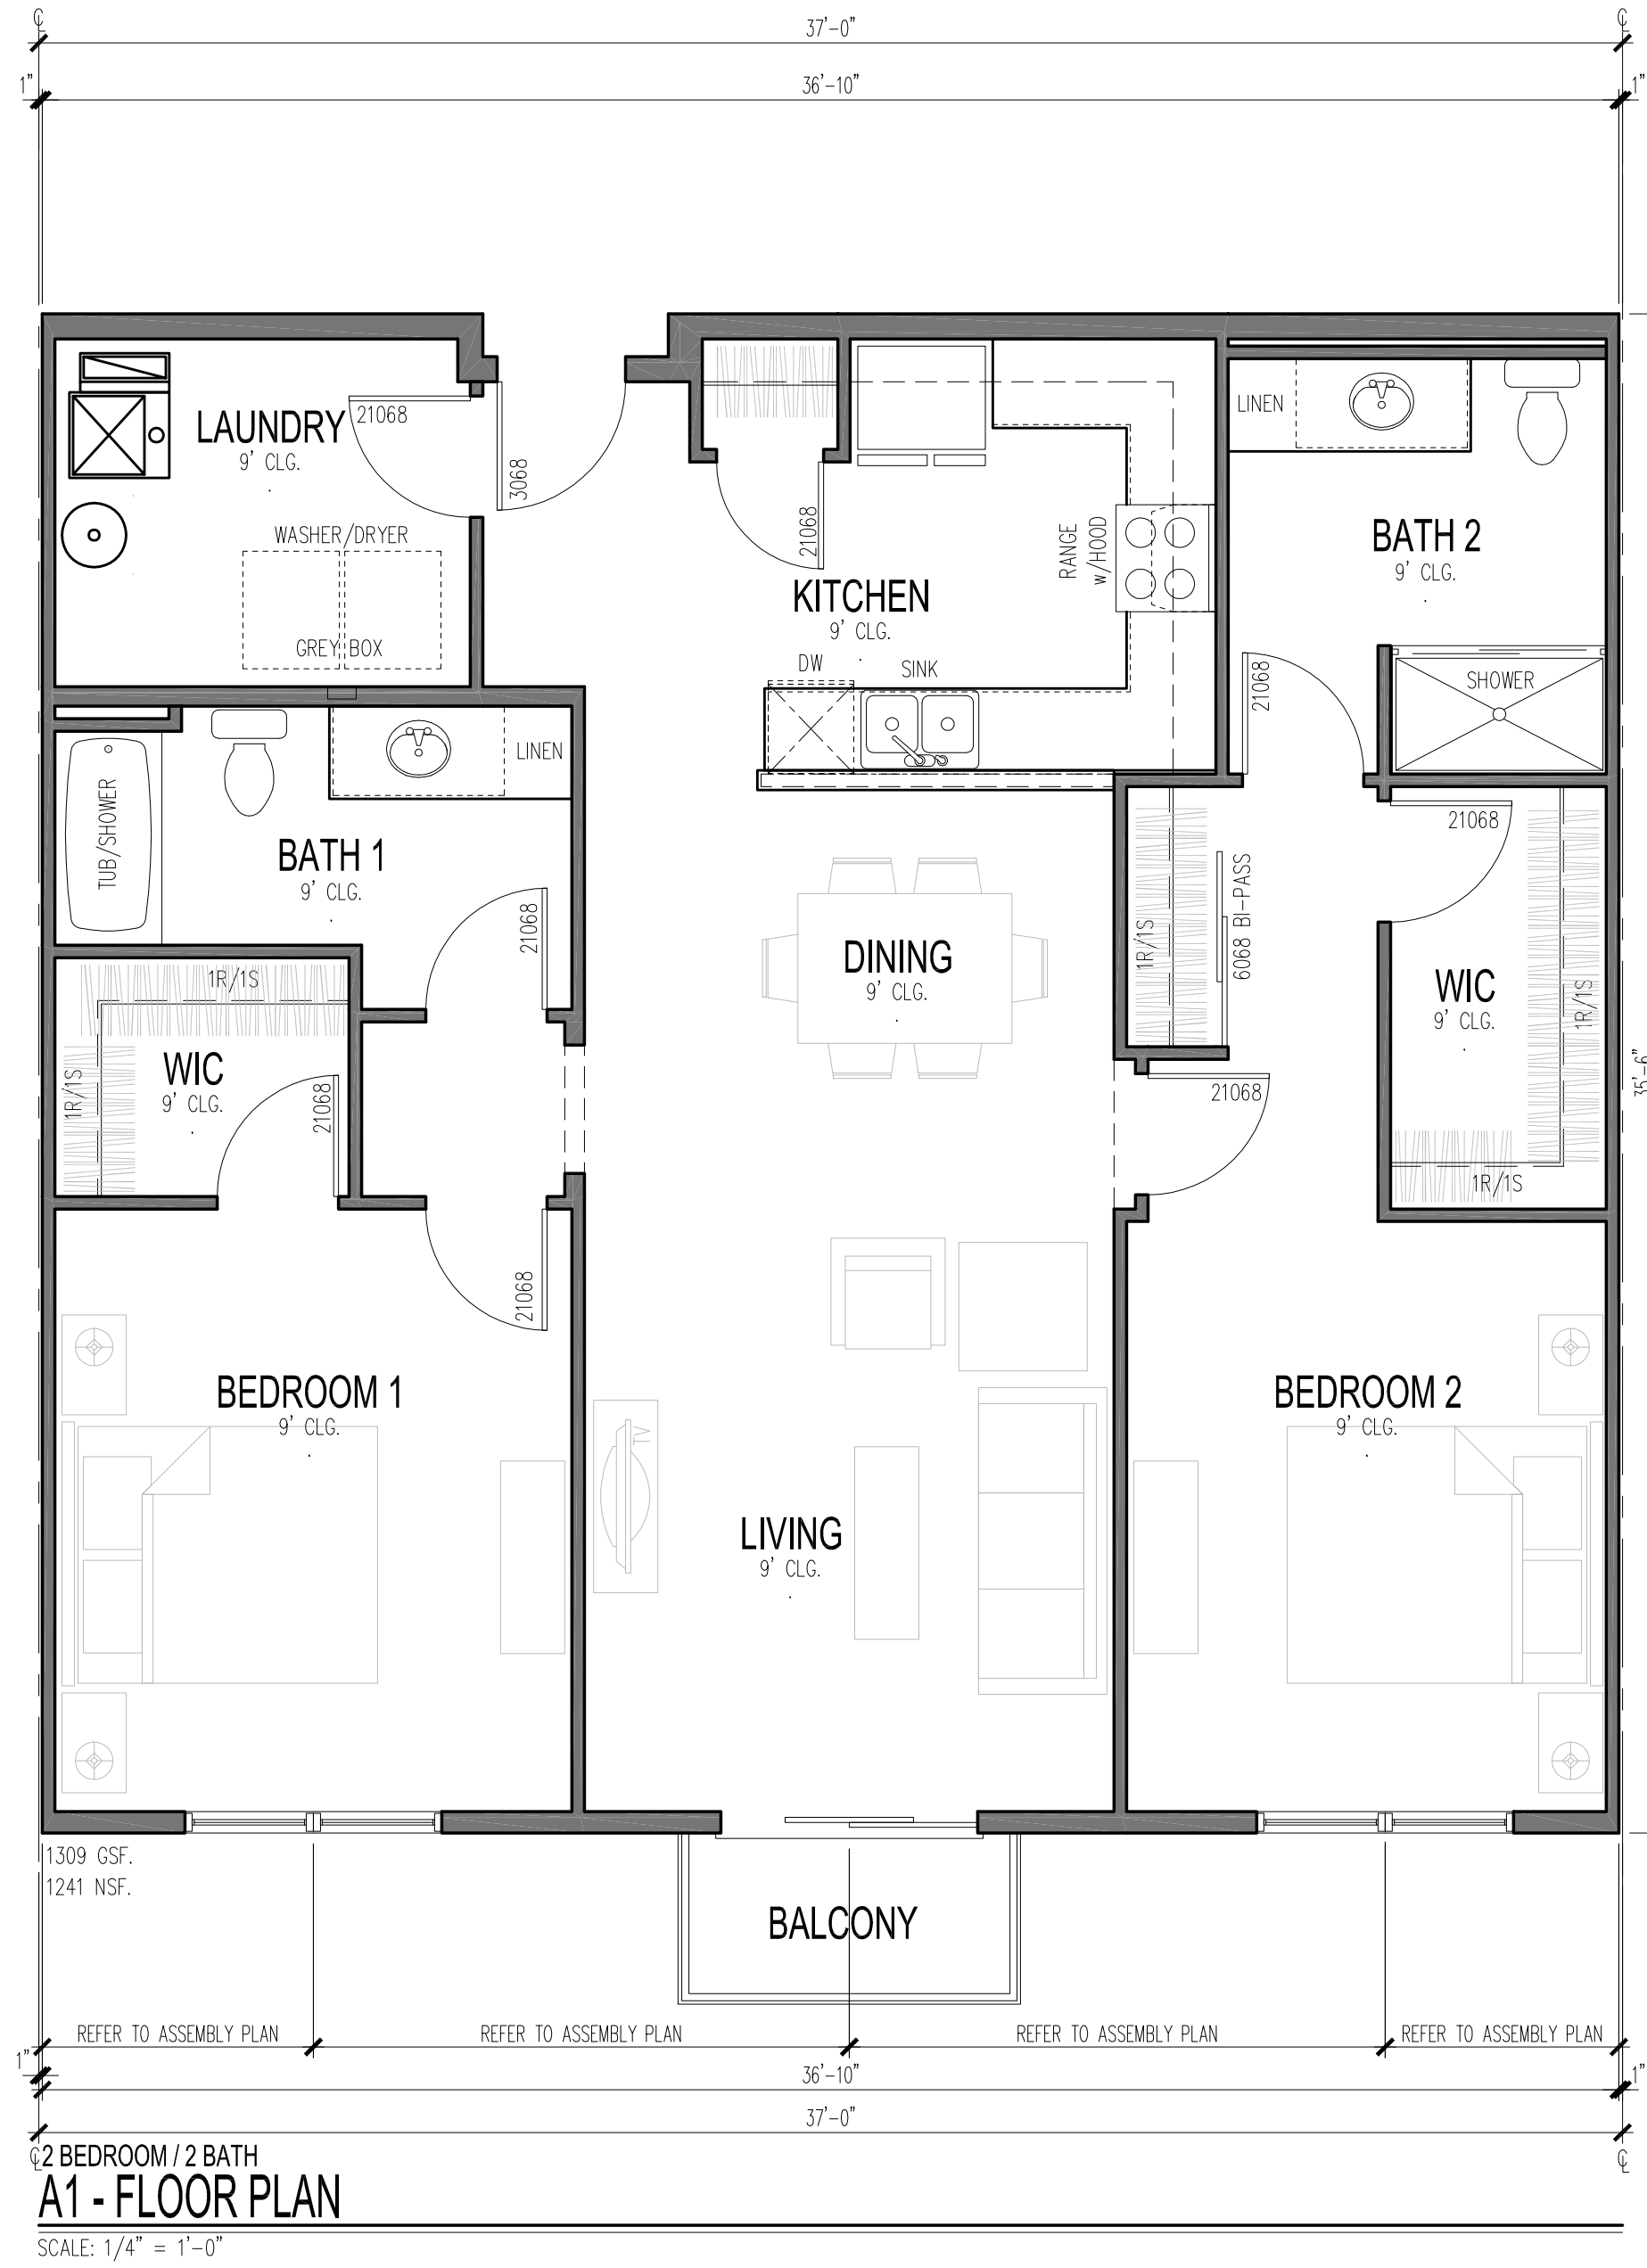 ℄ ℄
37'-0"
1" 36'-10" 1"
LAUNDRY
9' CLG.
21068
3068
WASHER/DRYER
GREY BOX
21068
KITCHEN
9' CLG.
RANGE
w/HOOD
DW
SINK
LINEN
BATH 2
9' CLG.
21068
SHOWER
LINEN
TUB/SHOWER
BATH 1
9' CLG.
21068
DINING
9' CLG.
1R/1S
6068 BI-PASS
21068
WIC
9' CLG.
1R/1S
1R/1S
1R/1S
WIC
9' CLG.
1R/1S
21068
21068
35'-6"
21068
BEDROOM 1
9' CLG.
TV
LIVING
9' CLG.
BEDROOM 2
9' CLG.
1309 GSF.
1241 NSF.
BALCONY
REFER TO ASSEMBLY PLAN REFER TO ASSEMBLY PLAN REFER TO ASSEMBLY PLAN REFER TO ASSEMBLY PLAN
1" 36'-10" 1"
37'-0"
℄ ℄
2 BEDROOM / 2 BATH
A1 - FLOOR PLAN
SCALE: 1/4" = 1'-0"